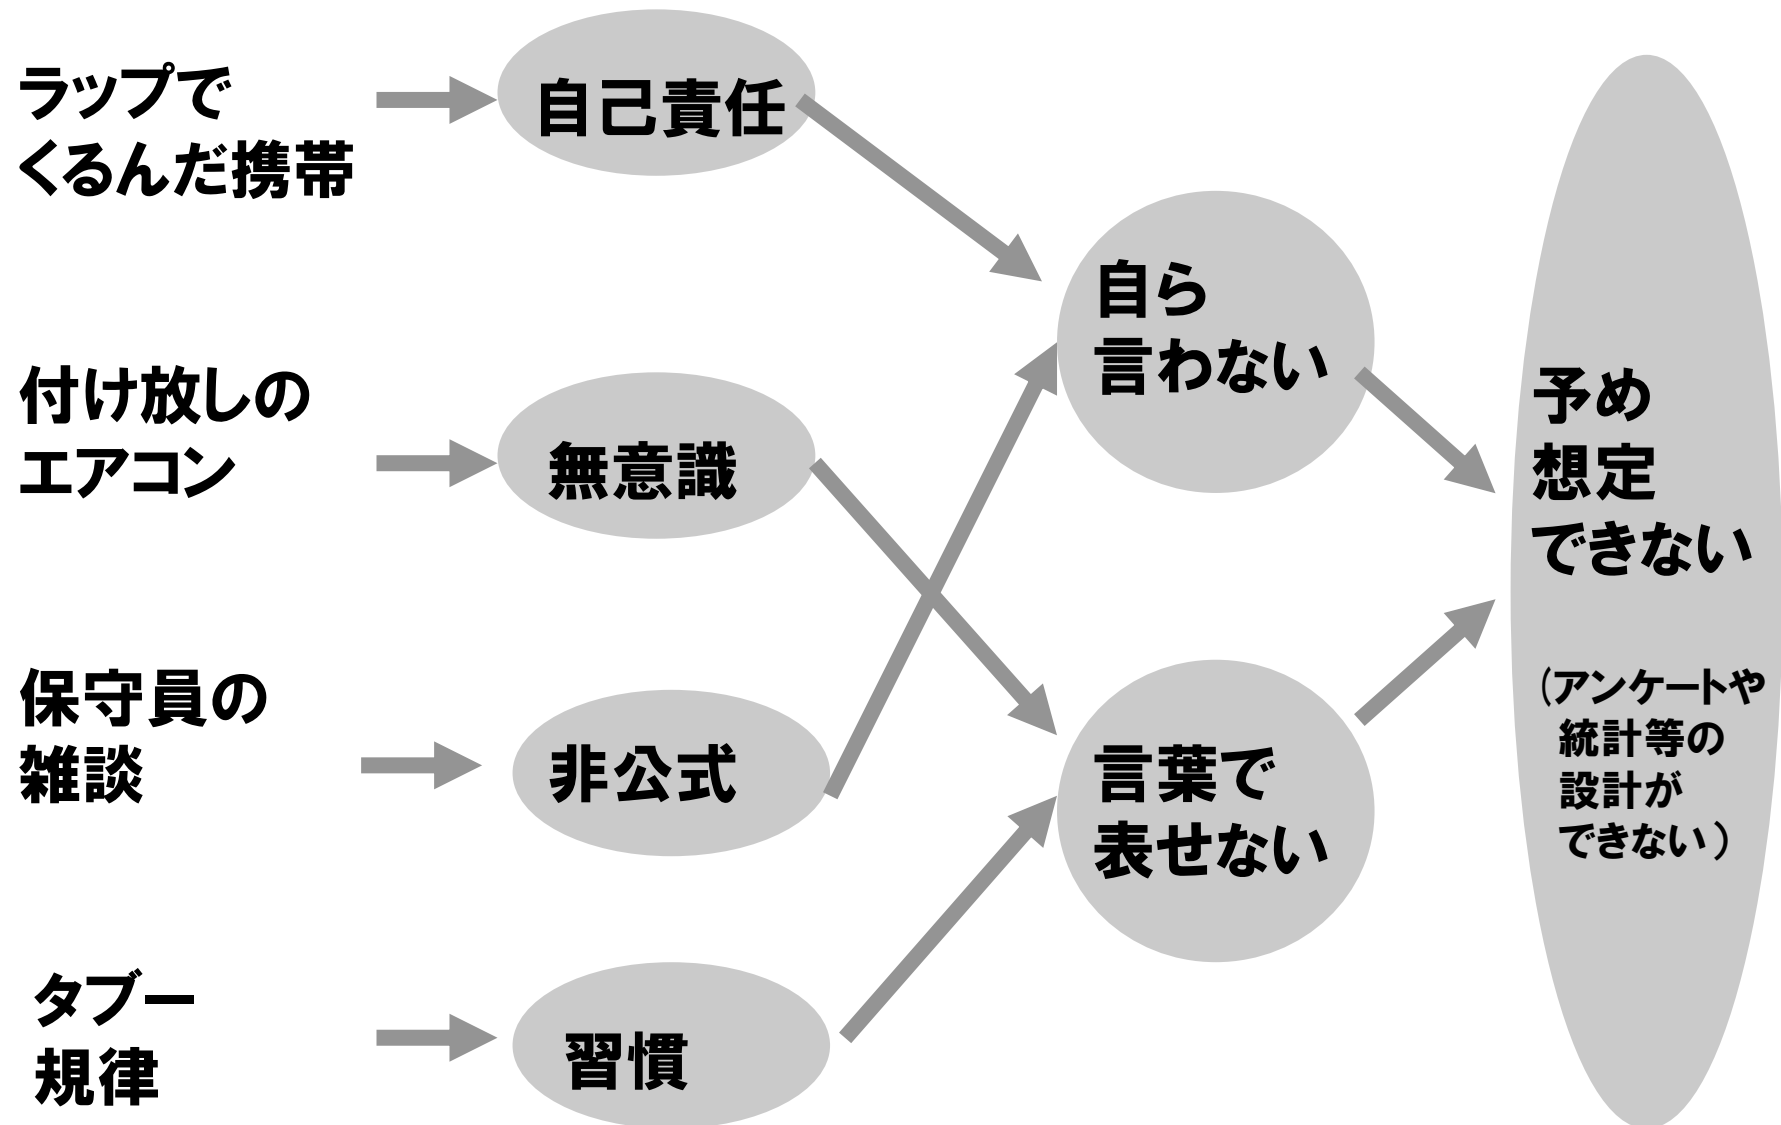 ラップで
くるんだ携帯
自己責任
付け放しの
エアコン
無意識
保守員の
雑談
非公式
タブー
規律
習慣
自ら
言わない
言葉で
表せない
予め
想定
できない
（アンケートや
統計等の
設計が
できない）